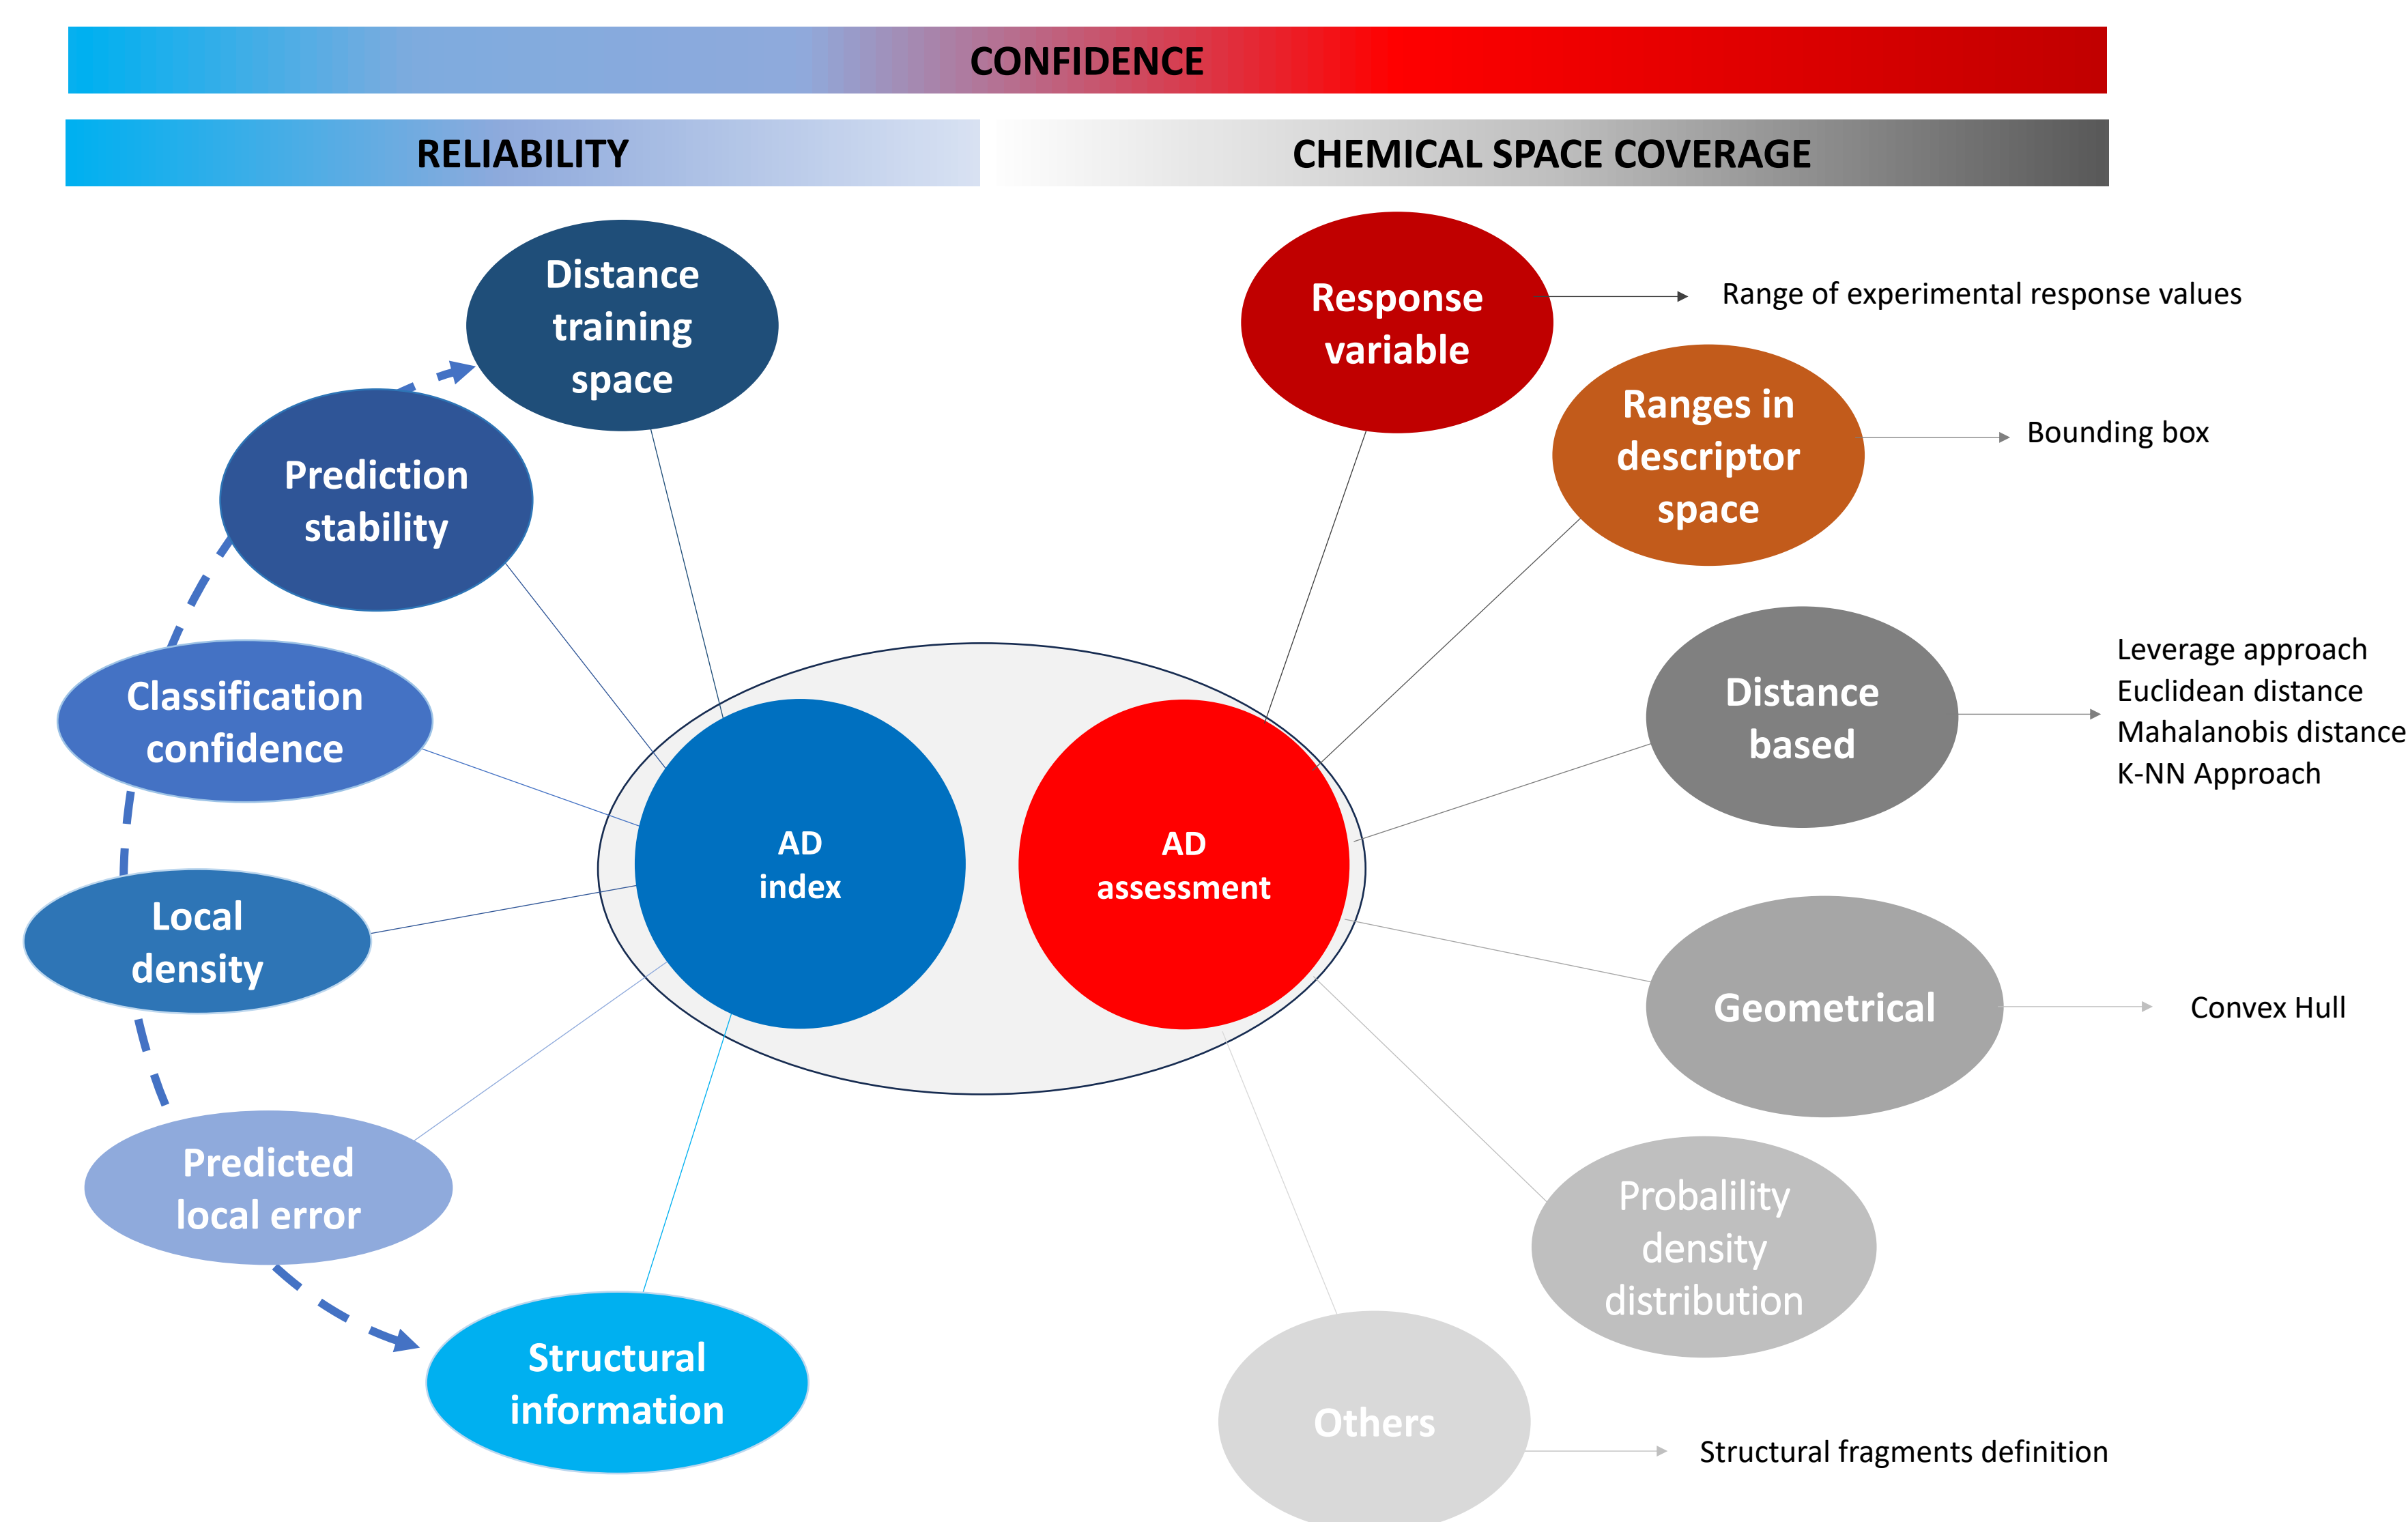 CONFIDENCE
RELIABILITY
CHEMICAL SPACE COVERAGE
Distance
training
space
Prediction
stability
Classification
confidence
Local
density
Predicted
local error
Structural
information
AD
index
AD
assessment
Response
variable
Range of experimental response values
Ranges in
descriptor
space
Bounding box
Distance
based
Leverage approach
Euclidean distance
Mahalanobis distance
K-NN Approach
Geometrical
Convex Hull
Probalility
density
distribution
Others
Structural fragments definition